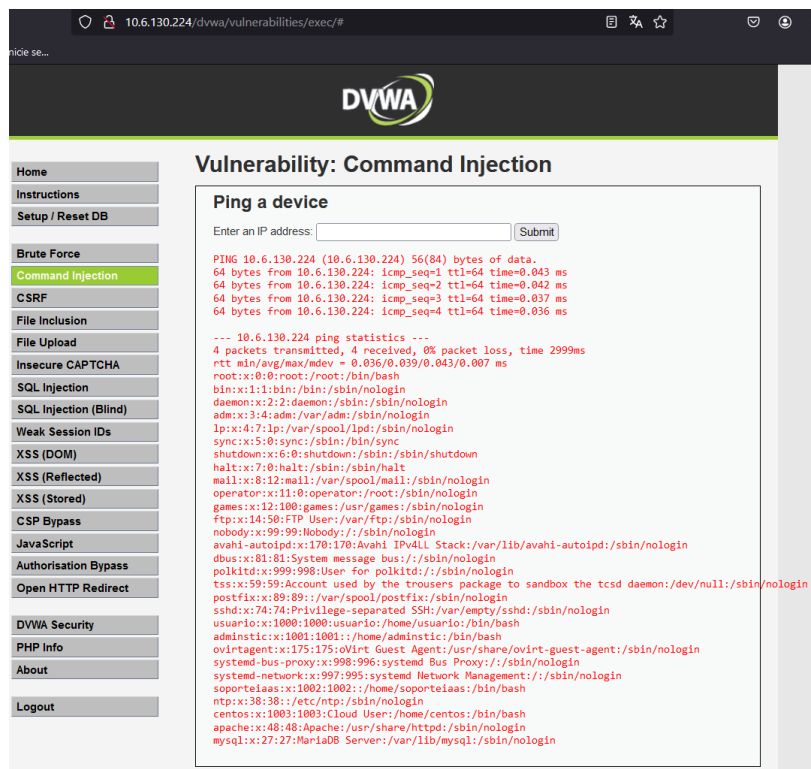 10.6.130.224/dvwa/vulnerabilities/exec/#
nicie se...
DVWA
Home
Instructions
Setup / Reset DB
Brute Force
Command Injection
CSRF
File Inclusion
File Upload
Insecure CAPTCHA
SQL Injection
SQL Injection (Blind)
Weak Session IDs
XSS (DOM)
XSS (Reflected)
XSS (Stored)
CSP Bypass
JavaScript
Authorisation Bypass
Open HTTP Redirect
DVWA Security
PHP Info
About
Logout
Vulnerability: Command Injection
Ping a device
Enter an IP address: Submit
PING 10.6.130.224 (10.6.130.224) 56(84) bytes of data.
64 bytes from 10.6.130.224: icmp_seq=1 ttl=64 time=0.043 ms
64 bytes from 10.6.130.224: icmp_seq=2 ttl=64 time=0.042 ms
64 bytes from 10.6.130.224: icmp_seq=3 ttl=64 time=0.037 ms
64 bytes from 10.6.130.224: icmp_seq=4 ttl=64 time=0.036 ms
--- 10.6.130.224 ping statistics ---
4 packets transmitted, 4 received, 0% packet loss, time 2999ms
rtt min/avg/max/mdev = 0.036/0.039/0.043/0.007 ms
root:x:0:0:root:/root:/bin/bash
bin:x:1:1:bin:/bin:/sbin/nologin
daemon:x:2:2:daemon:/sbin:/sbin/nologin
adm:x:3:4:adm:/var/adm:/sbin/nologin
lp:x:4:7:lp:/var/spool/lpd:/sbin/nologin
sync:x:5:0:sync:/sbin:/bin/sync
shutdown:x:6:0:shutdown:/sbin:/sbin/shutdown
halt:x:7:0:halt:/sbin:/sbin/halt
mail:x:8:12:mail:/var/spool/mail:/sbin/nologin
operator:x:11:0:operator:/root:/sbin/nologin
games:x:12:100:games:/usr/games:/sbin/nologin
ftp:x:14:50:FTP User:/var/ftp:/sbin/nologin
nobody:x:99:99:Nobody:/:/sbin/nologin
avahi-autoipd:x:170:170:Avahi IPv4LL Stack:/var/lib/avahi-autoipd:/sbin/nologin
dbus:x:81:81:System message bus:/:/sbin/nologin
polkitd:x:999:998:User for polkitd:/:/sbin/nologin
tss:x:59:59:Account used by the trousers package to sandbox the tcsd daemon:/dev/null:/sbin/nologin
postfix:x:89:89::/var/spool/postfix:/sbin/nologin
sshd:x:74:74:Privilege-separated SSH:/var/empty/sshd:/sbin/nologin
usuario:x:1000:1000:usuario:/home/usuario:/bin/bash
adminstic:x:1001:1001::/home/adminstic:/bin/bash
ovirtagent:x:175:175:oVirt Guest Agent:/usr/share/ovirt-guest-agent:/sbin/nologin
systemd-bus-proxy:x:998:996:systemd Bus Proxy:/:/sbin/nologin
systemd-network:x:997:995:systemd Network Management:/:/sbin/nologin
soporteiaas:x:1002:1002::/home/soporteiaas:/bin/bash
ntp:x:38:38::/etc/ntp:/sbin/nologin
centos:x:1003:1003:Cloud User:/home/centos:/bin/bash
apache:x:48:48:Apache:/usr/share/httpd:/sbin/nologin
mysql:x:27:27:MariaDB Server:/var/lib/mysql:/sbin/nologin